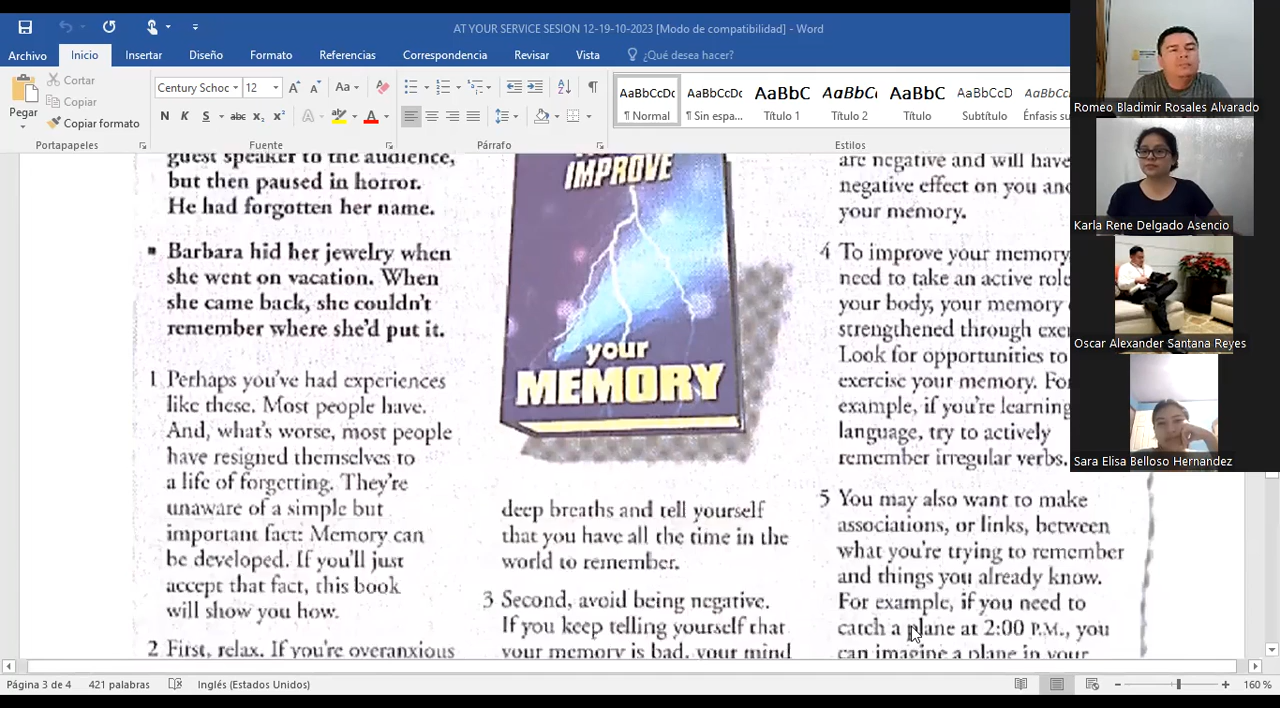 AT YOUR SERVICE SESION 12-19-10-2023 [Modo de compatibilidad] - Word
Archivo Inicio Insertar Diseño Formato Referencias Correspondencia Revisar Vista ¿Qué desea hacer?
Pegar
Cortar
Copiar
Copiar formato
Portapapeles
Century Schoc 12
N K S abc x₂ x²
Fuente
Párrafo
AaBbCcDc AaBbCcDc AaBbC AaBbC AaBbC AaBbCcD AaBbCcD
¶ Normal ¶ Sin espa... Título 1 Título 2 Título Subtítulo Énfasis su
Estilos
guest speaker to the audience,
but then paused in horror.
He had forgotten her name.
▪ Barbara hid her jewelry when
she went on vacation. When
she came back, she couldn't
remember where she'd put it.
1 Perhaps you've had experiences
like these. Most people have.
And, what's worse, most people
have resigned themselves to
a life of forgetting. They're
unaware of a simple but
important fact: Memory can
be developed. If you'll just
accept that fact, this book
will show you how.
2 First, relax. If you're overanxious
IMPROVE
your
MEMORY
deep breaths and tell yourself
that you have all the time in the
world to remember.
3 Second, avoid being negative.
If you keep telling yourself that
your memory is bad, your mind
are negative and will have
negative effect on you and
your memory.
4 To improve your memory
need to take an active role
your body, your memory
strengthened through exer
Look for opportunities to
exercise your memory. For
example, if you're learning
language, try to actively
remember irregular verbs.
5 You may also want to make
associations, or links, between
what you're trying to remember
and things you already know.
For example, if you need to
catch a plane at 2:00 P.M., you
can imagine a plane in your
Romeo Bladimir Rosales Alvarado
Karla Rene Delgado Asencio
Oscar Alexander Santana Reyes
Sara Elisa Belloso Hernandez
Página 3 de 4 421 palabras Inglés (Estados Unidos) 160 %